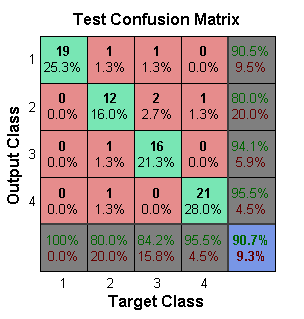 Test Confusion Matrix
1 19 1 1 0 90.5%
25.3% 1.3% 1.3% 0.0% 9.5%
2 0 12 2 1 80.0%
0.0% 16.0% 2.7% 1.3% 20.0%
3 0 1 16 0 94.1%
0.0% 1.3% 21.3% 0.0% 5.9%
4 0 1 0 21 95.5%
0.0% 1.3% 0.0% 28.0% 4.5%
100% 80.0% 84.2% 95.5% 90.7%
0.0% 20.0% 15.8% 4.5% 9.3%
1 2 3 4
Target Class
Output Class